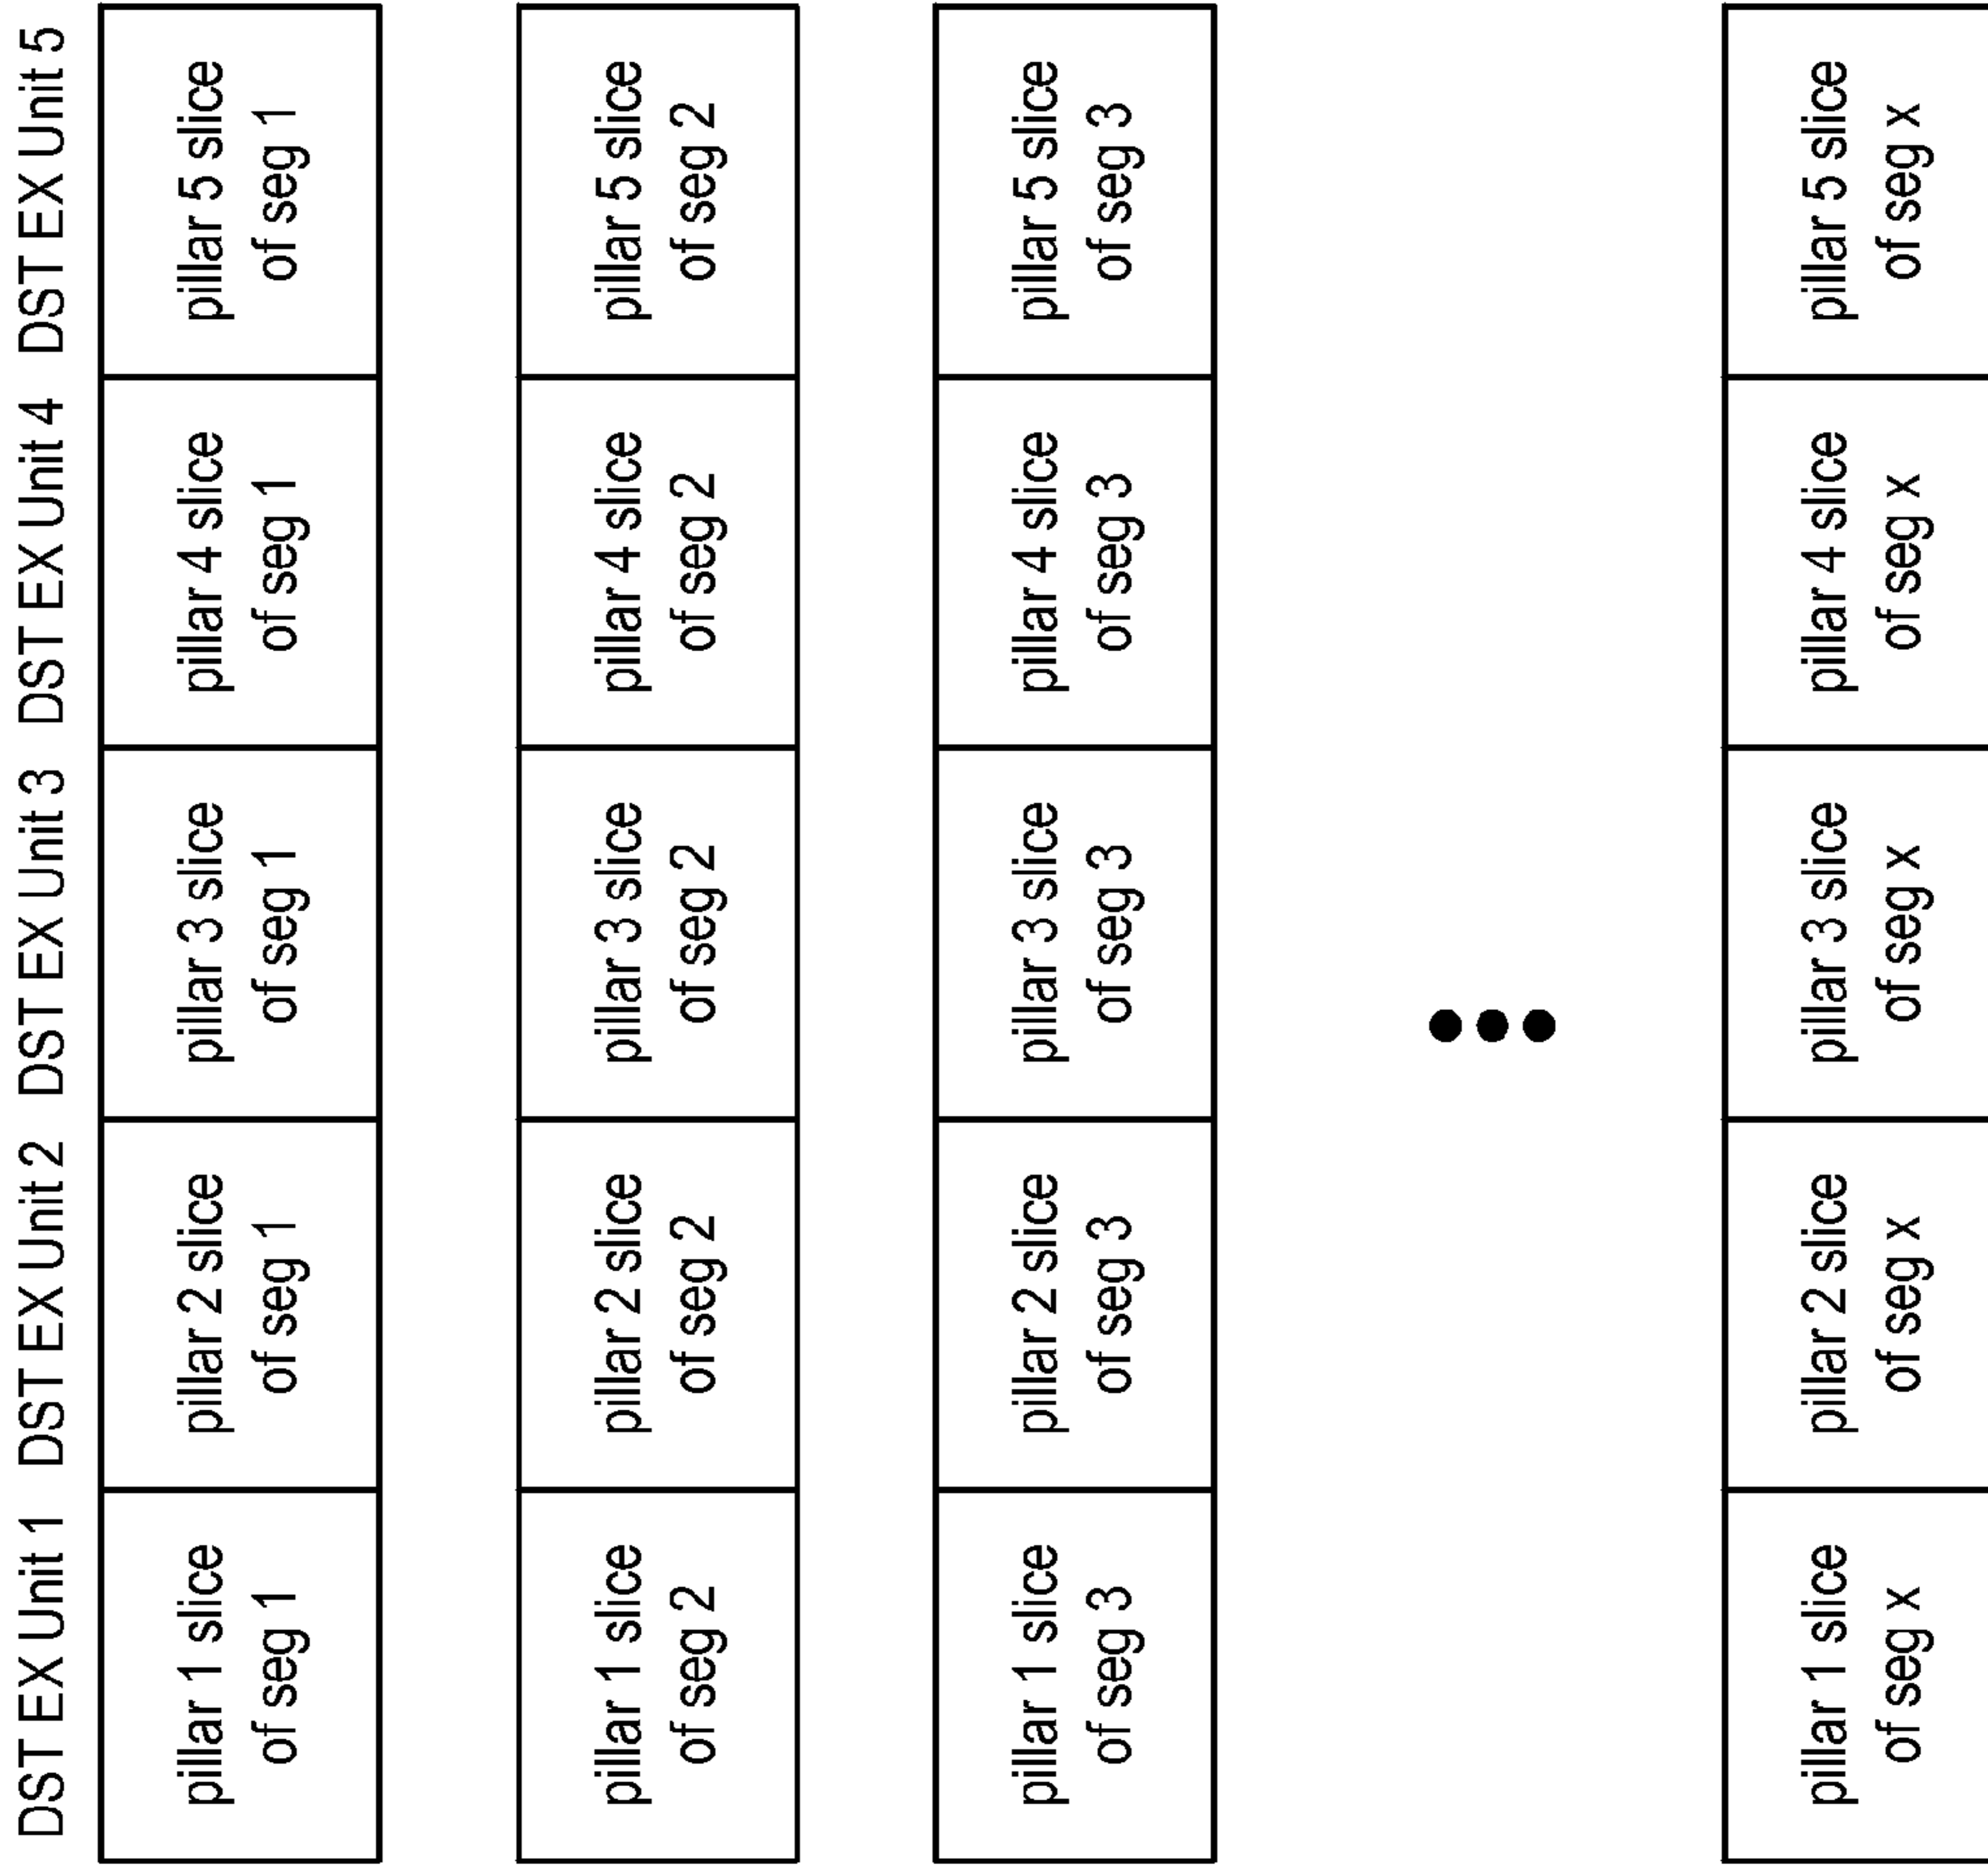 DST EX Unit 1 DST EX Unit 2 DST EX Unit 3 DST EX Unit 4 DST EX Unit 5
pillar 1 slice
of seg 1
pillar 2 slice
of seg 1
pillar 3 slice
of seg 1
pillar 4 slice
of seg 1
pillar 5 slice
of seg 1
pillar 1 slice
of seg 2
pillar 2 slice
of seg 2
pillar 3 slice
of seg 2
pillar 4 slice
of seg 2
pillar 5 slice
of seg 2
pillar 1 slice
of seg 3
pillar 2 slice
of seg 3
pillar 3 slice
of seg 3
pillar 4 slice
of seg 3
pillar 5 slice
of seg 3
pillar 1 slice
of seg x
pillar 2 slice
of seg x
pillar 3 slice
of seg x
pillar 4 slice
of seg x
pillar 5 slice
of seg x